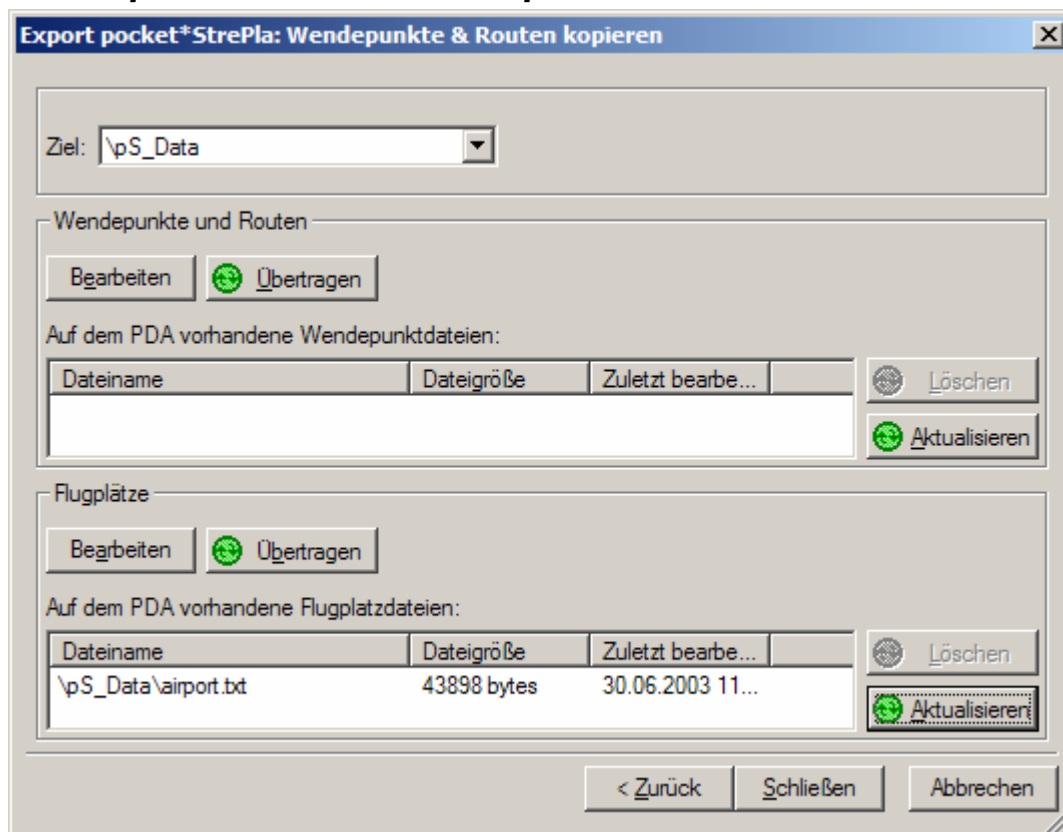 Export pocket*StrePla: Wendepunkte & Routen kopieren
Ziel: \pS_Data
Wendepunkte und Routen
Bearbeiten Übertragen
Auf dem PDA vorhandene Wendepunktdateien:
Dateiname Dateigröße Zuletzt bearbe... Löschen
Aktualisieren
Flugplätze
Bearbeiten Übertragen
Auf dem PDA vorhandene Flugplatzdateien:
Dateiname Dateigröße Zuletzt bearbe... Löschen
\pS_Data\airport.txt 43898 bytes 30.06.2003 11...
Aktualisieren
< Zurück Schließen Abbrechen